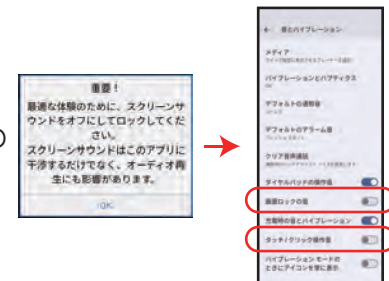 の
重要！
最適な体験のために、スクリーンサ
ウンドをオフにしてロックしてくだ
さい。
スクリーンサウンドはこのアプリに
干渉するだけでなく、オーディオ再
生にも影響があります。
OK
← 音とバイブレーション
メディア
バイブレーションとハプティクス
ON
デフォルトの通知音
デフォルトのアラーム音
クリア音声通話
ダイヤルパッドの操作音
画面ロックの音
充電時の音とバイブレーション
タッチ/クリック操作音
バイブレーション モードの
ときにアイコンを常に表示